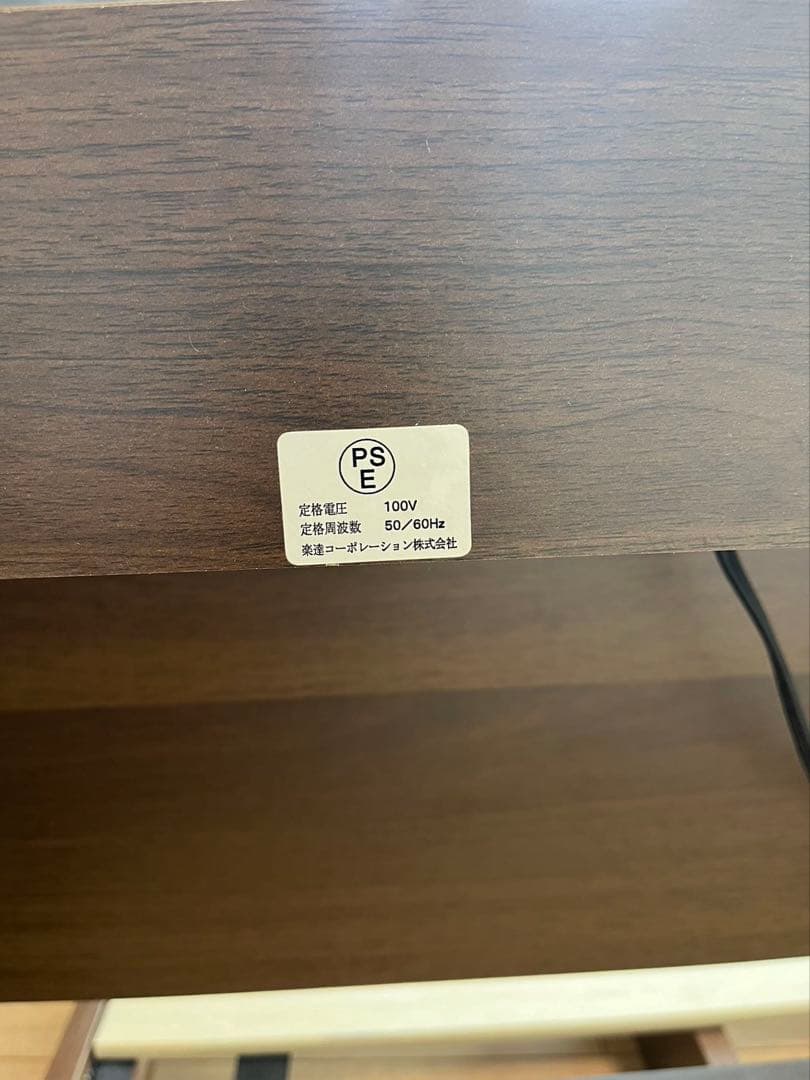 PS
E
定格電圧 100V
定格周波数 50／60Hz
楽達コーポレーション株式会社